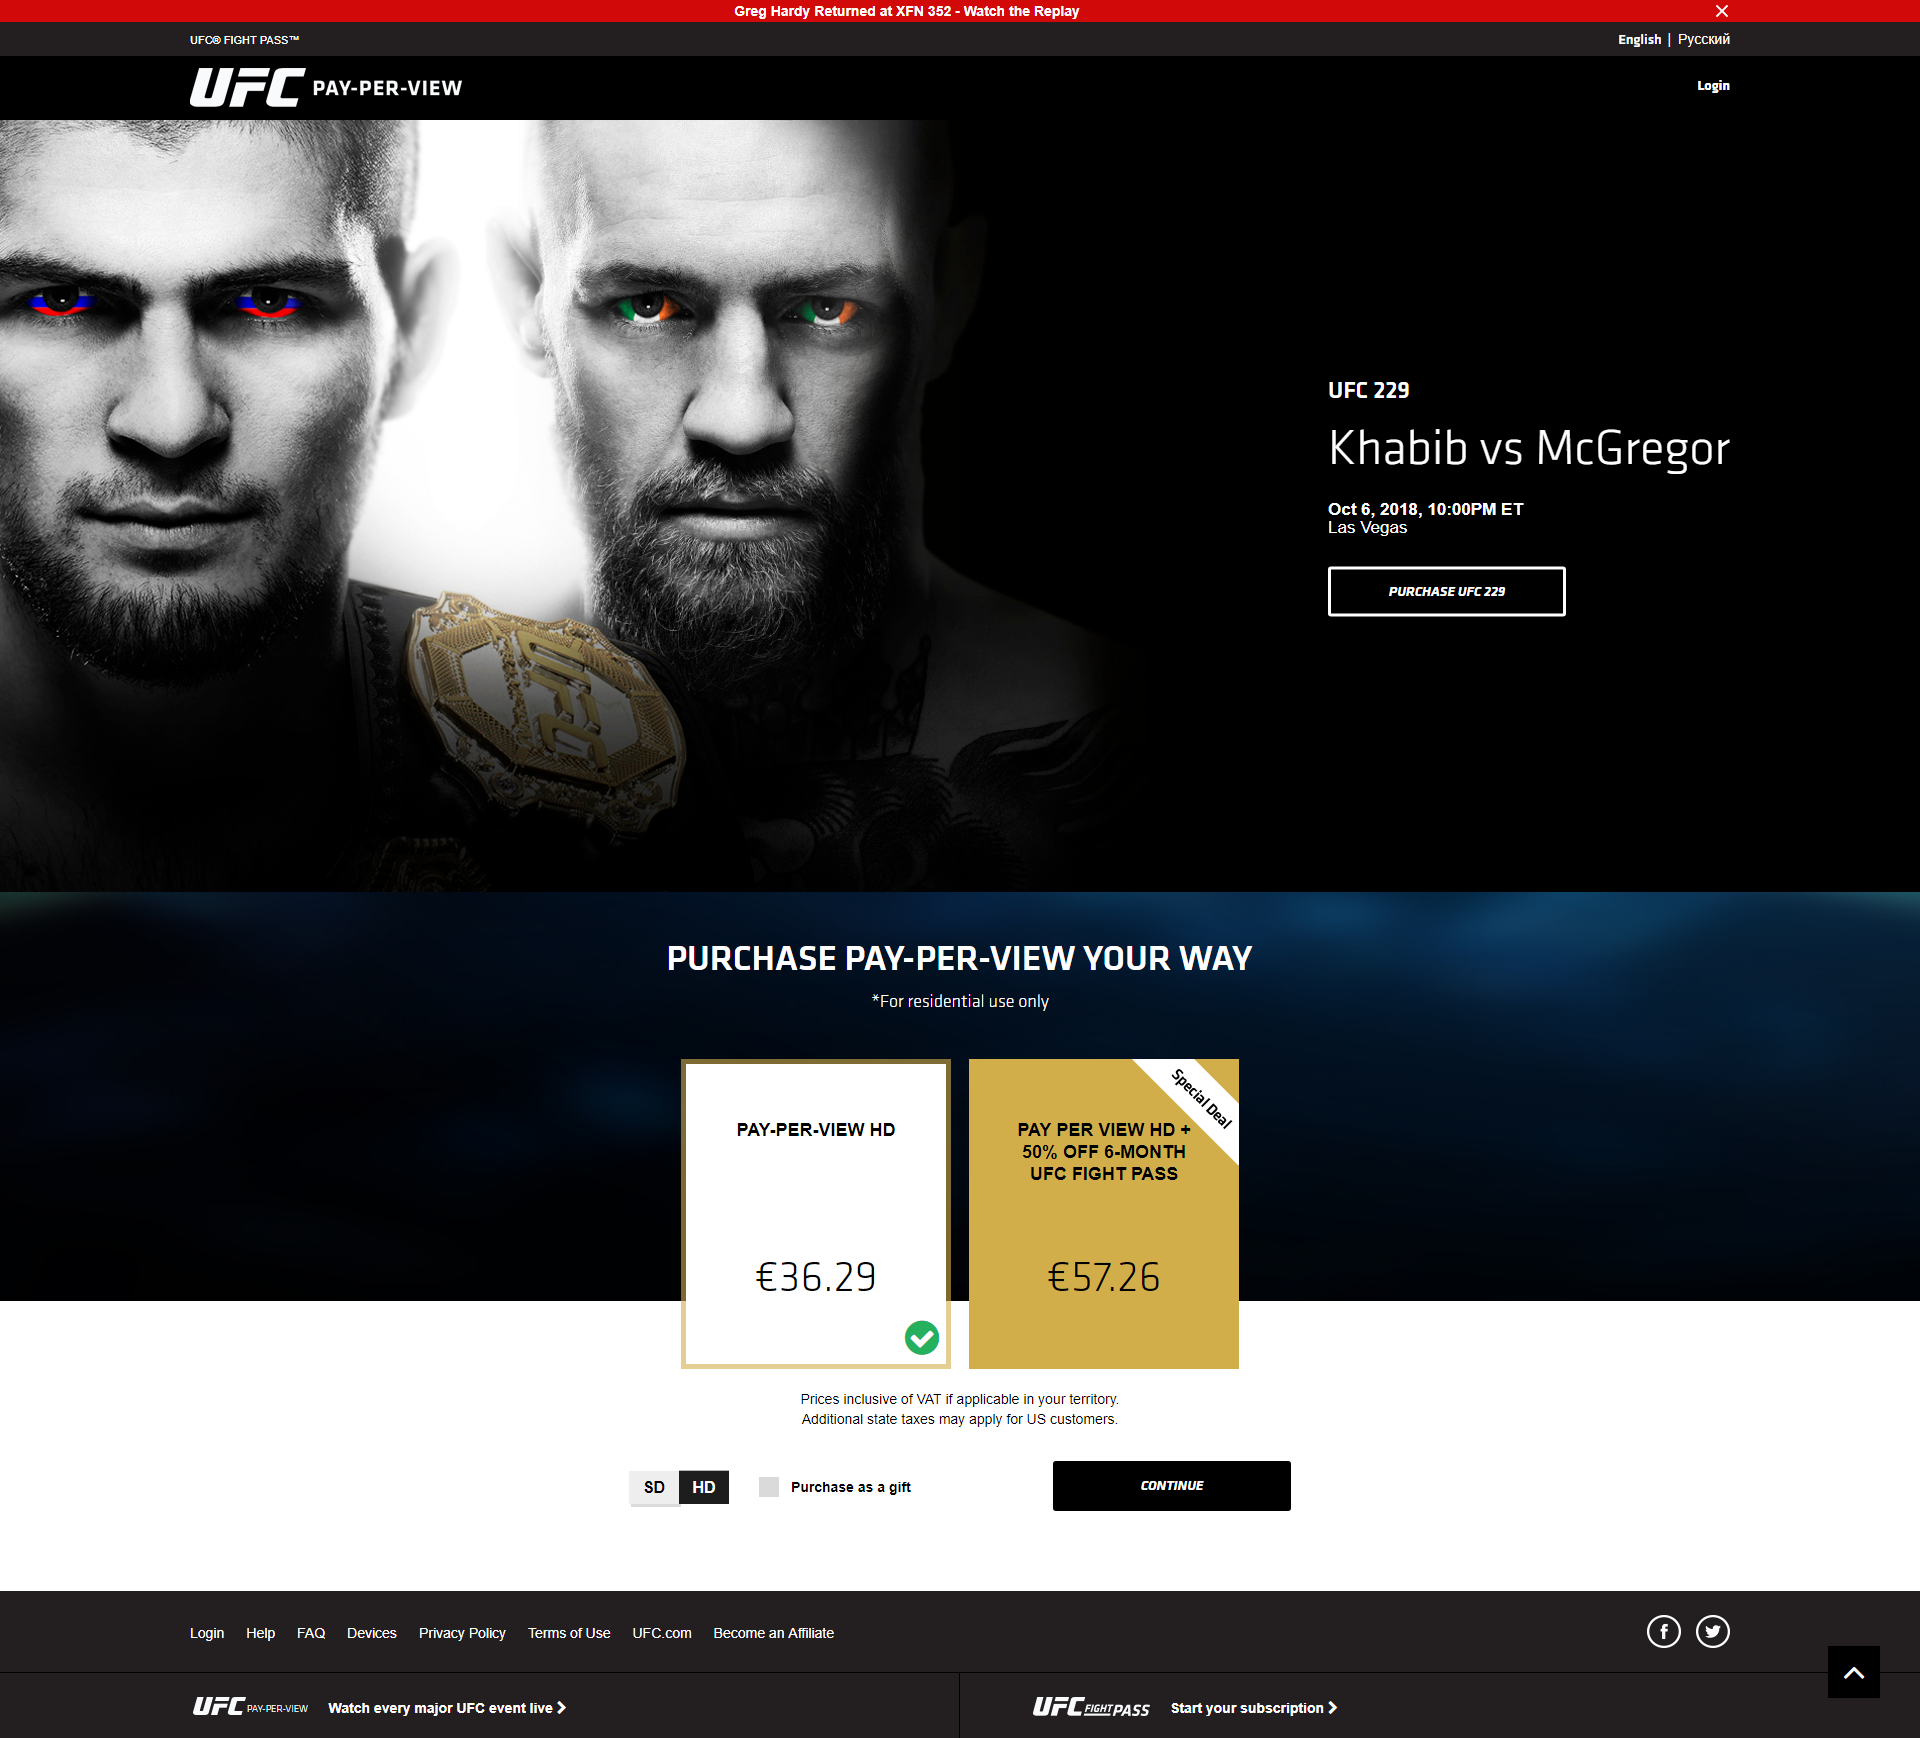 Greg Hardy Returned at XFN 352 - Watch the Replay
UFC® FIGHT PASS™
English | Русский
UFC PAY-PER-VIEW
Login
UFC 229
Khabib vs McGregor
Oct 6, 2018, 10:00PM ET
Las Vegas
PURCHASE UFC 229
UFC
PURCHASE PAY-PER-VIEW YOUR WAY
*For residential use only
PAY-PER-VIEW HD
€36.29
Special Deal
PAY PER VIEW HD +
50% OFF 6-MONTH
UFC FIGHT PASS
€57.26
Prices inclusive of VAT if applicable in your territory.
Additional state taxes may apply for US customers.
SD HD
Purchase as a gift
CONTINUE
Login Help FAQ Devices Privacy Policy Terms of Use UFC.com Become an Affiliate
UFC PAY-PER-VIEW Watch every major UFC event live
UFC FIGHT PASS Start your subscription